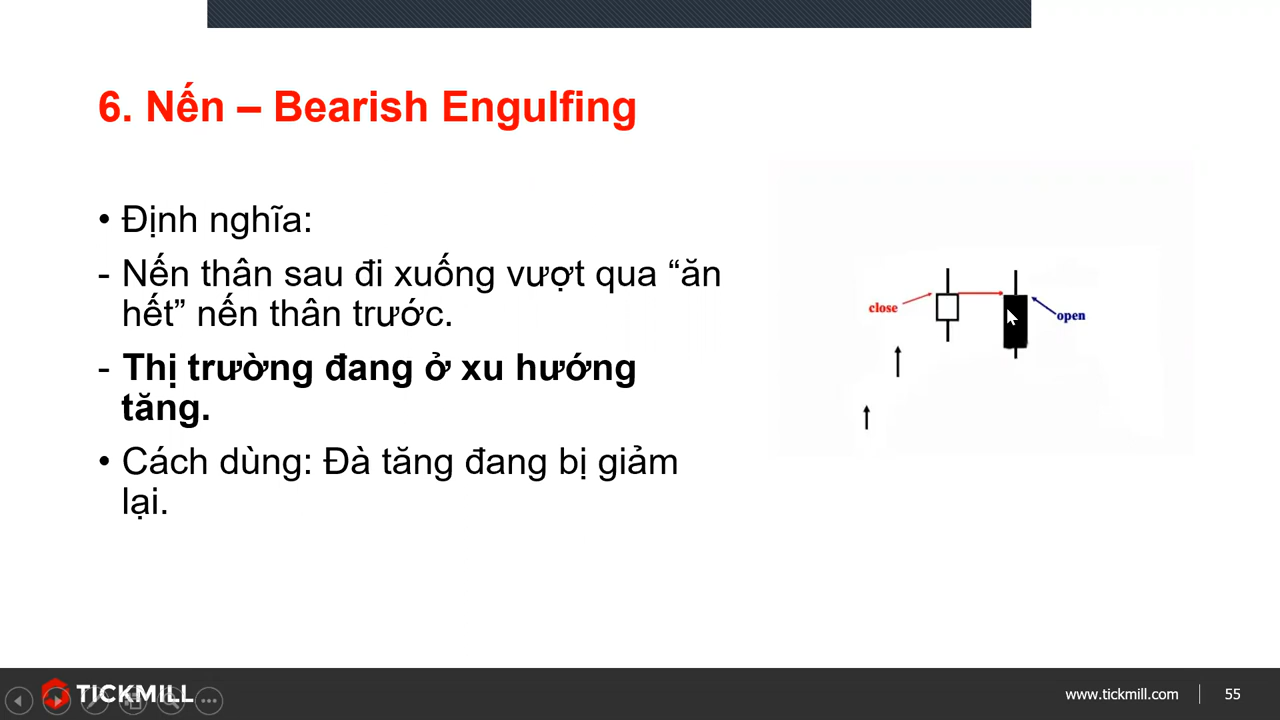 6. Nến – Bearish Engulfing
• Định nghĩa:
- Nến thân sau đi xuống vượt qua “ăn
hết” nến thân trước.
- Thị trường đang ở xu hướng
tăng.
• Cách dùng: Đà tăng đang bị giảm
lại.
close
open
TICKMILL
www.tickmill.com
55